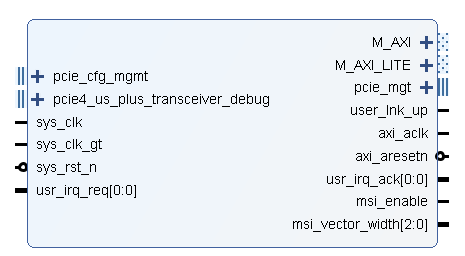 M_AXI
M_AXI_LITE
pcie_cfg_mgmt
pcie_mgt
pcie4_us_plus_transceiver_debug
user_lnk_up
sys_clk
axi_aclk
sys_clk_gt
axi_aresetn
sys_rst_n
usr_irq_ack[0:0]
usr_irq_req[0:0]
msi_enable
msi_vector_width[2:0]